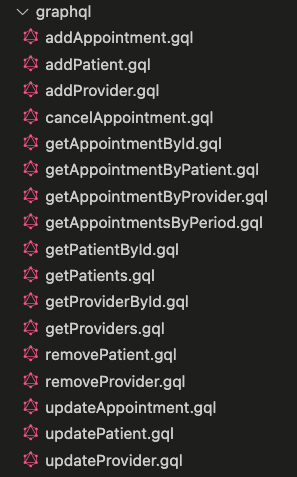 graphql
addAppointment.gql
addPatient.gql
addProvider.gql
cancelAppointment.gql
getAppointmentById.gql
getAppointmentByPatient.gql
getAppointmentByProvider.gql
getAppointmentsByPeriod.gql
getPatientById.gql
getPatients.gql
getProviderById.gql
getProviders.gql
removePatient.gql
removeProvider.gql
updateAppointment.gql
updatePatient.gql
updateProvider.gql